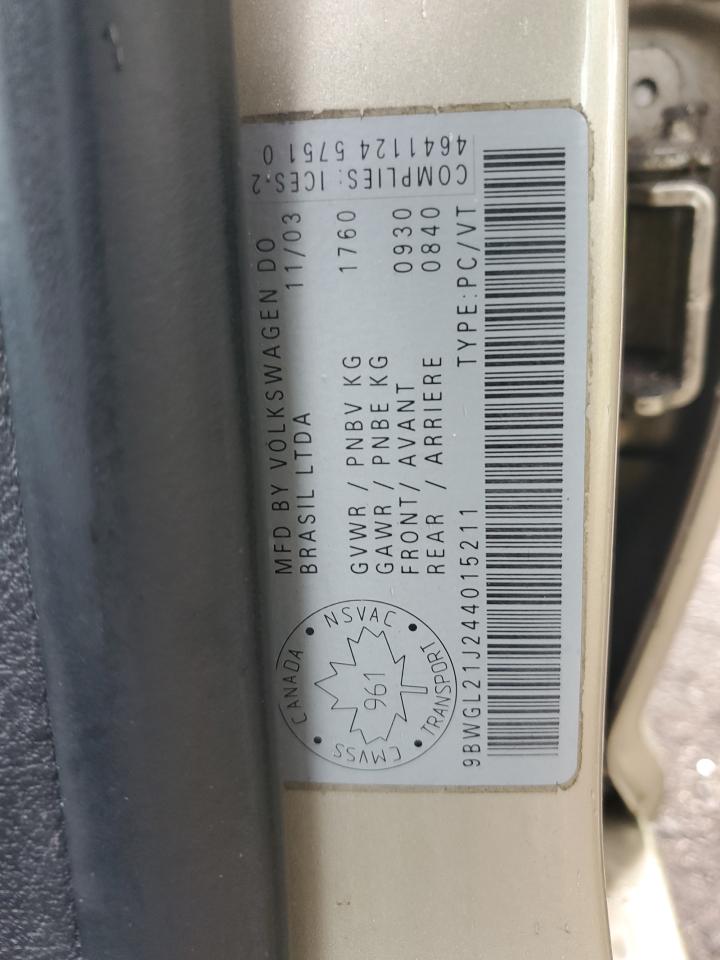 MFD BY VOLKSWAGEN DO
BRASIL LTDA 11/03
GVWR / PNBV KG 1760
GAWR / PNBE KG
FRONT/ AVANT 0930
REAR / ARRIERE 0840
TYPE:PC/VT
9BWGL21J244015211
CANADA • NSVAC • TRANSPORT • CMVSS •
961
COMPLIES: ICES-2
4641124 5751 0